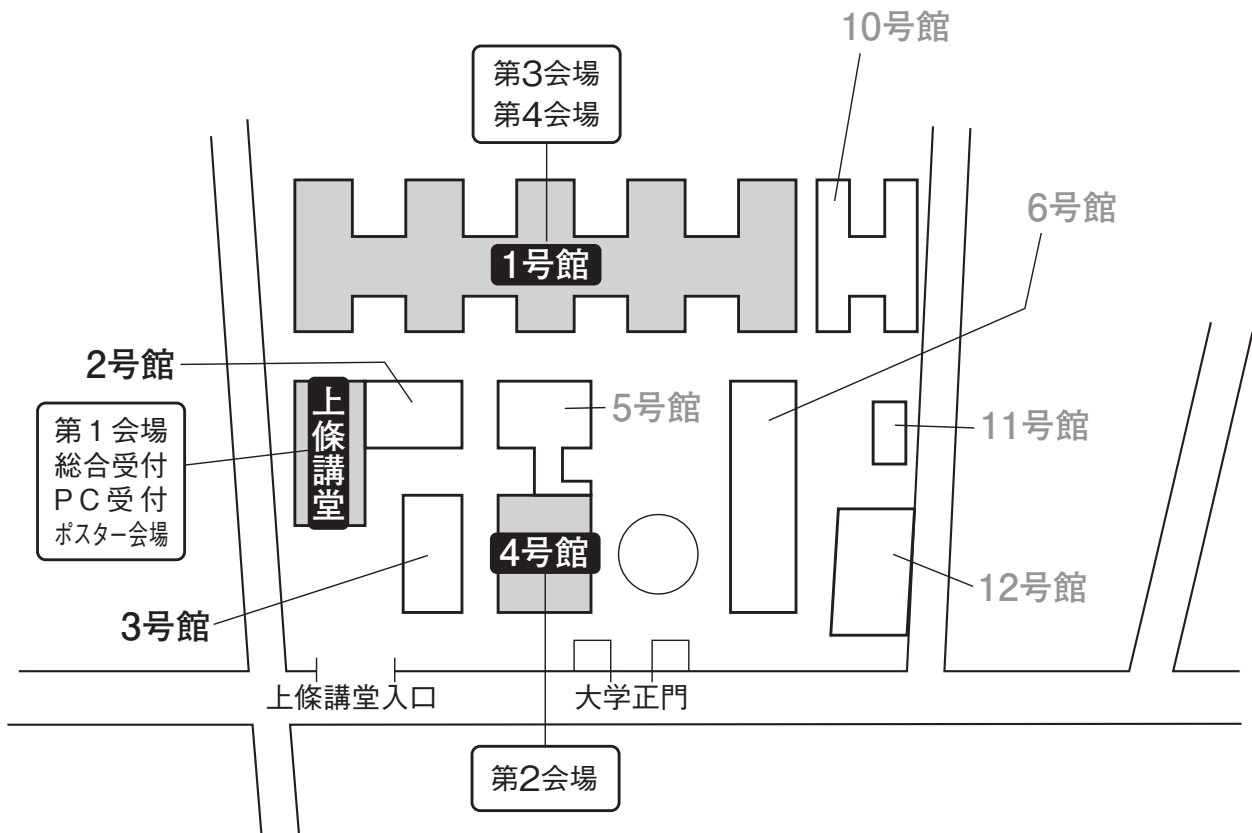 10号館
第3会場
第4会場
6号館
1号館
2号館
上條講堂
5号館
11号館
第１会場
総合受付
ＰＣ受付
ポスター会場
4号館
12号館
3号館
上條講堂入口
大学正門
第2会場